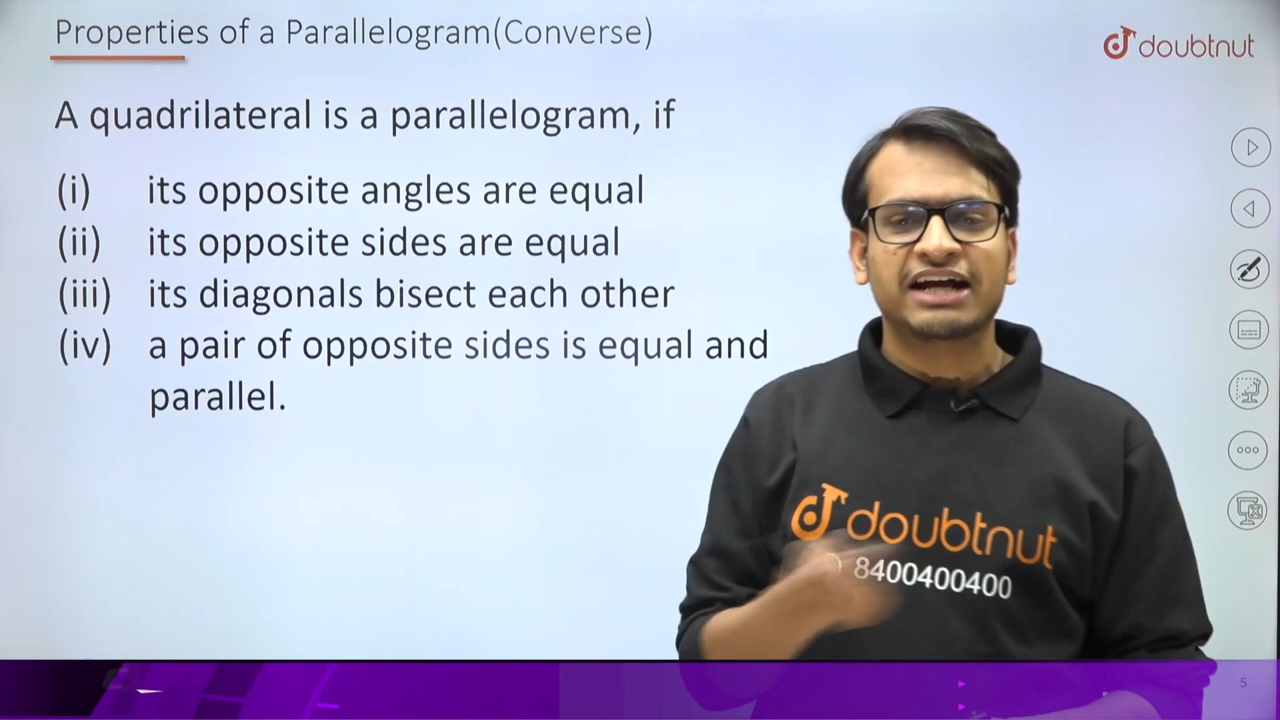 Properties of a Parallelogram(Converse)
doubtnut
A quadrilateral is a parallelogram, if
(i) its opposite angles are equal
(ii) its opposite sides are equal
(iii) its diagonals bisect each other
(iv) a pair of opposite sides is equal and
parallel.
doubtnut
8400400400
5